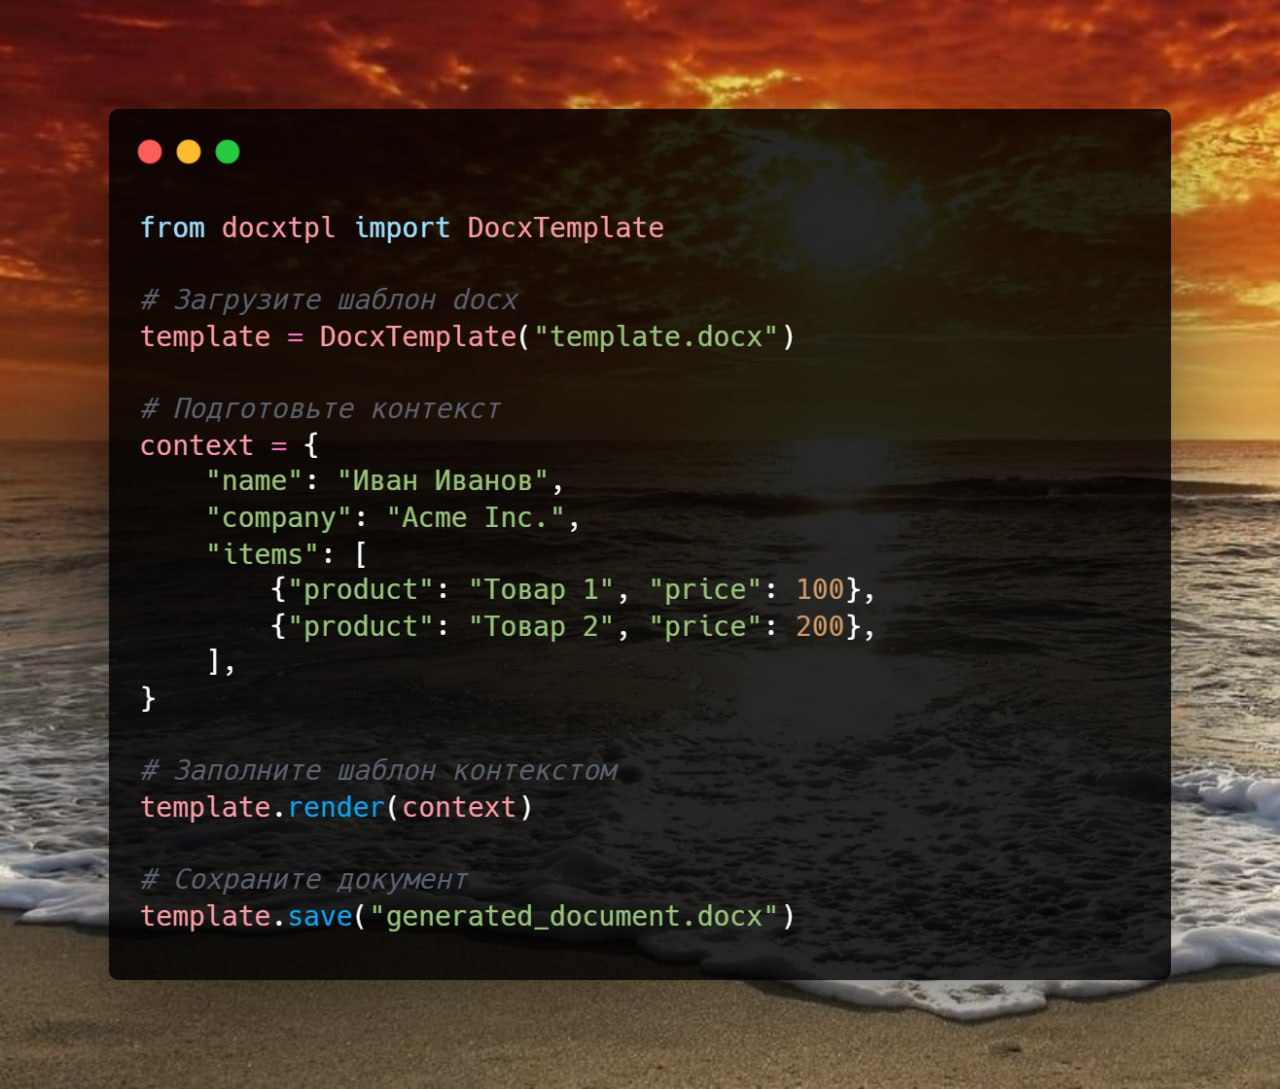 from docxtpl import DocxTemplate
# Загрузите шаблон docx
template = DocxTemplate("template.docx")
# Подготовьте контекст
context = {
    "name": "Иван Иванов",
    "company": "Acme Inc.",
    "items": [
        {"product": "Товар 1", "price": 100},
        {"product": "Товар 2", "price": 200},
    ],
}
# Заполните шаблон контекстом
template.render(context)
# Сохраните документ
template.save("generated_document.docx")